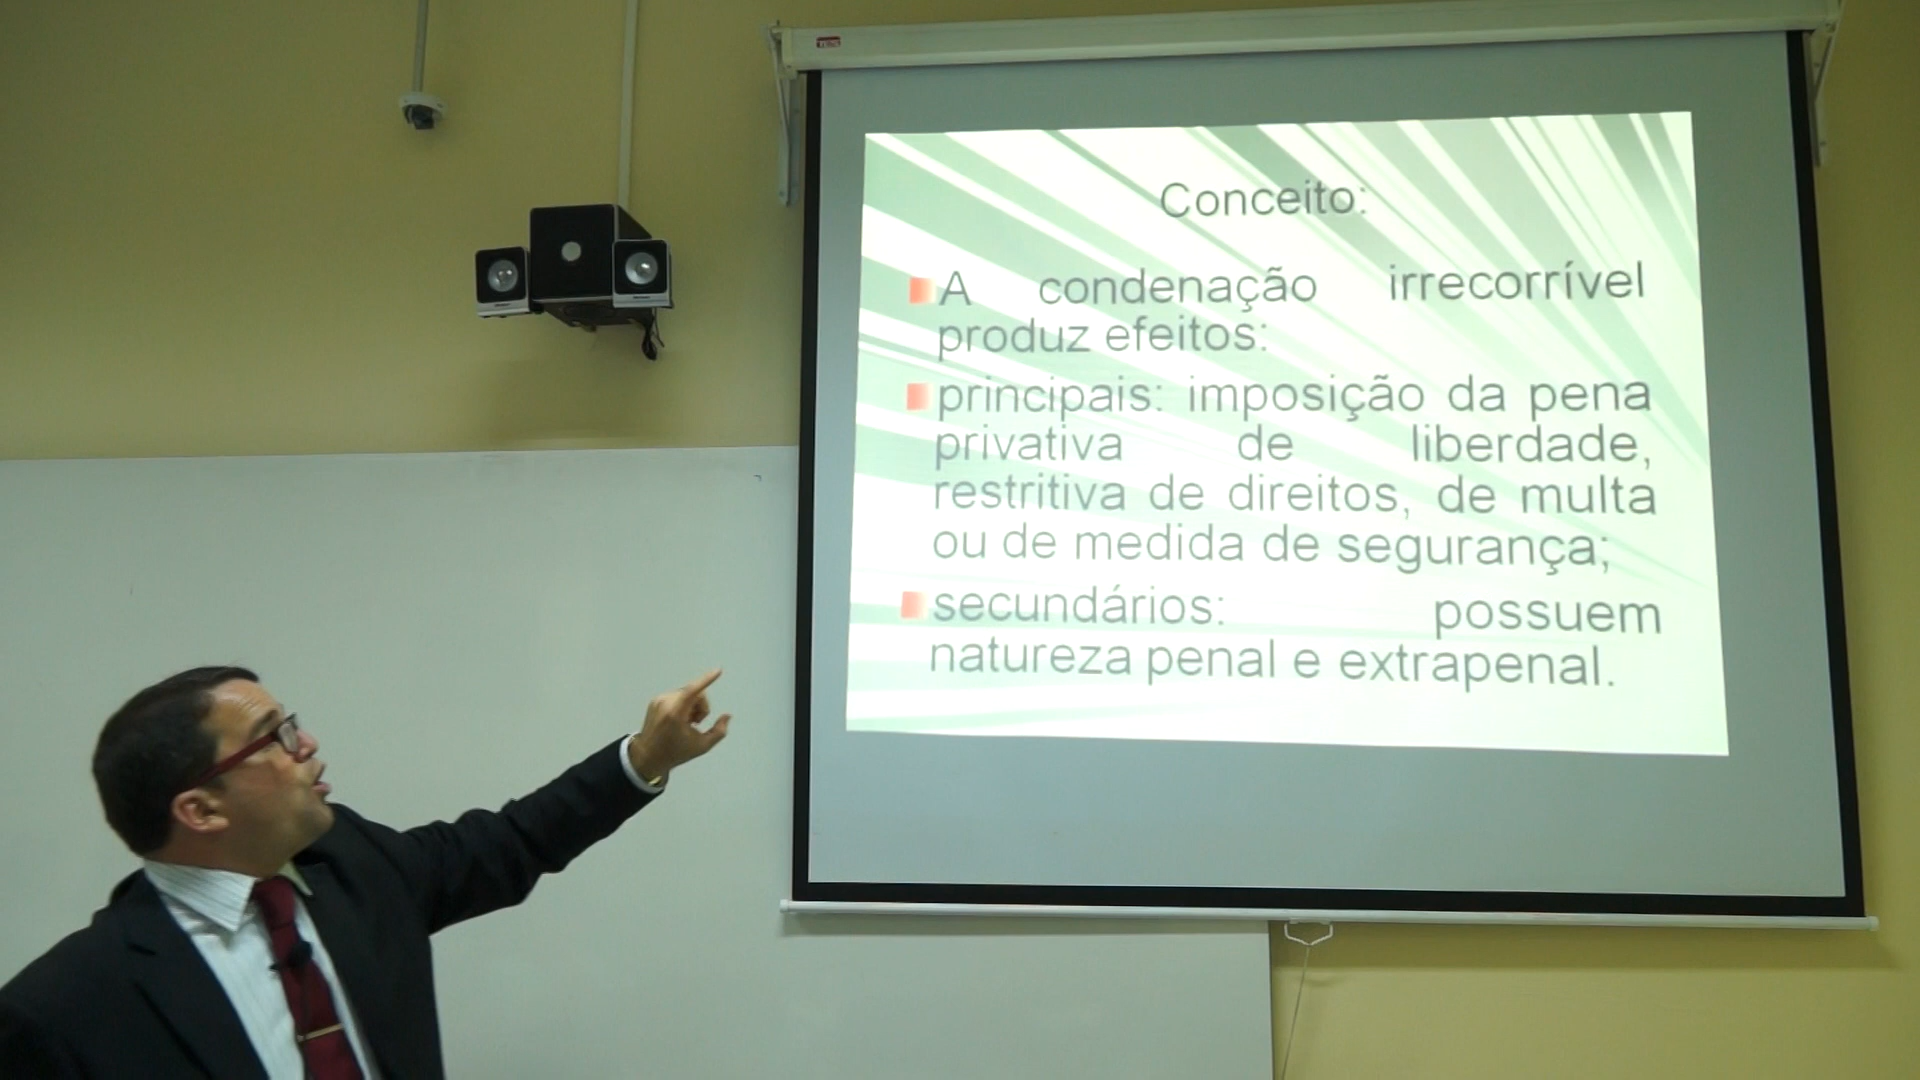 Conceito:
A condenação irrecorrível
produz efeitos:
principais: imposição da pena
privativa de liberdade,
restritiva de direitos, de multa
ou de medida de segurança;
secundários: possuem
natureza penal e extrapenal.